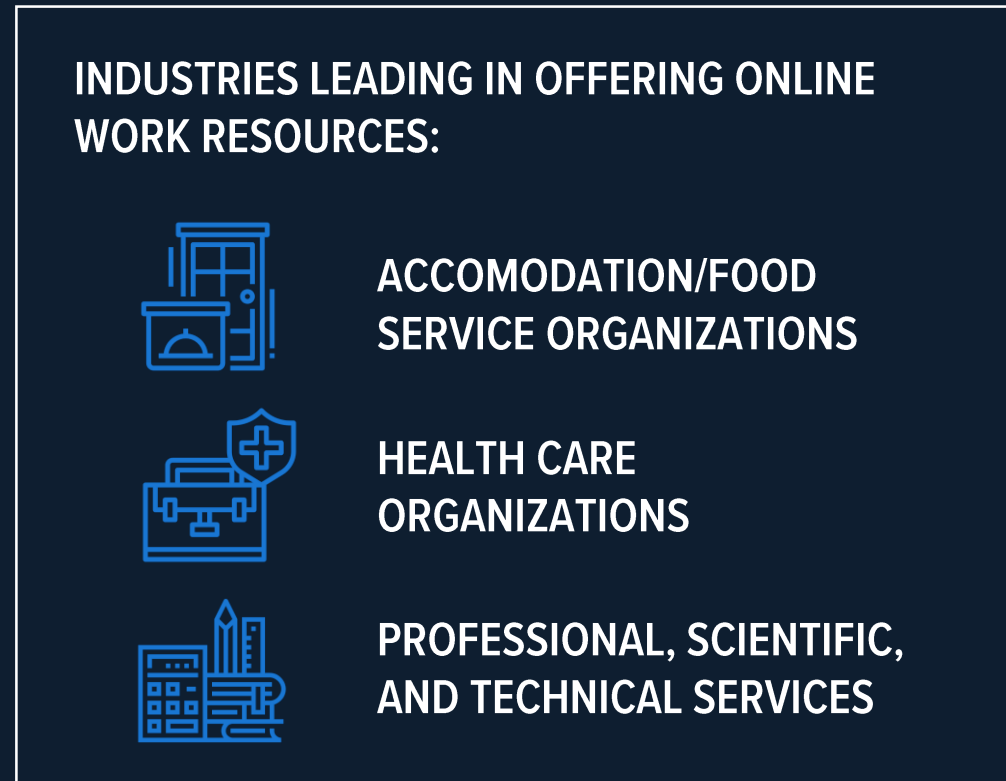 INDUSTRIES LEADING IN OFFERING ONLINE
WORK RESOURCES:
ACCOMODATION/FOOD
SERVICE ORGANIZATIONS
HEALTH CARE
ORGANIZATIONS
PROFESSIONAL, SCIENTIFIC,
AND TECHNICAL SERVICES